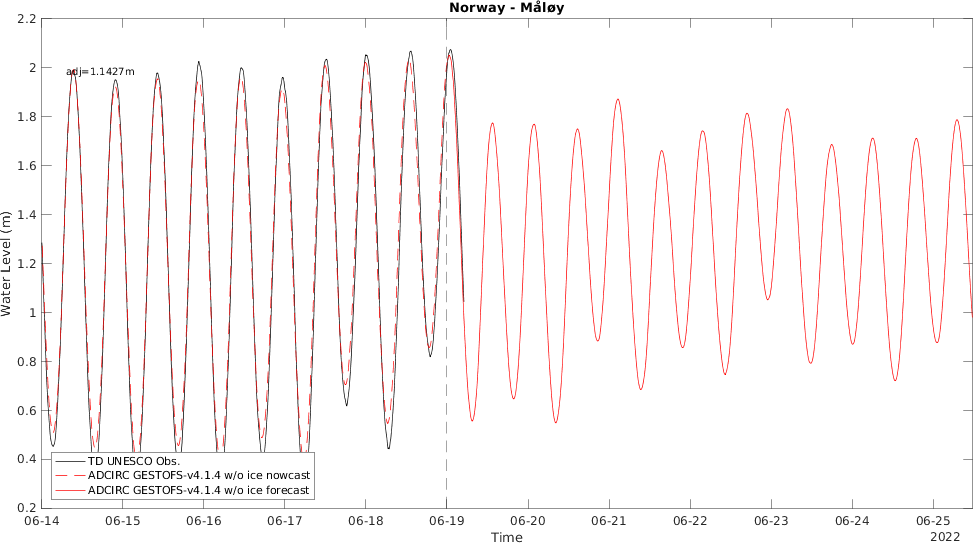 Norway - Måløy
2.2
2
1.8
1.6
1.4
1.2
1
0.8
0.6
0.4
0.2
Water Level (m)
adj=1.1427m
TD UNESCO Obs.
ADCIRC GESTOFS-v4.1.4 w/o ice nowcast
ADCIRC GESTOFS-v4.1.4 w/o ice forecast
06-14 06-15 06-16 06-17 06-18 06-19 06-20 06-21 06-22 06-23 06-24 06-25
Time 2022